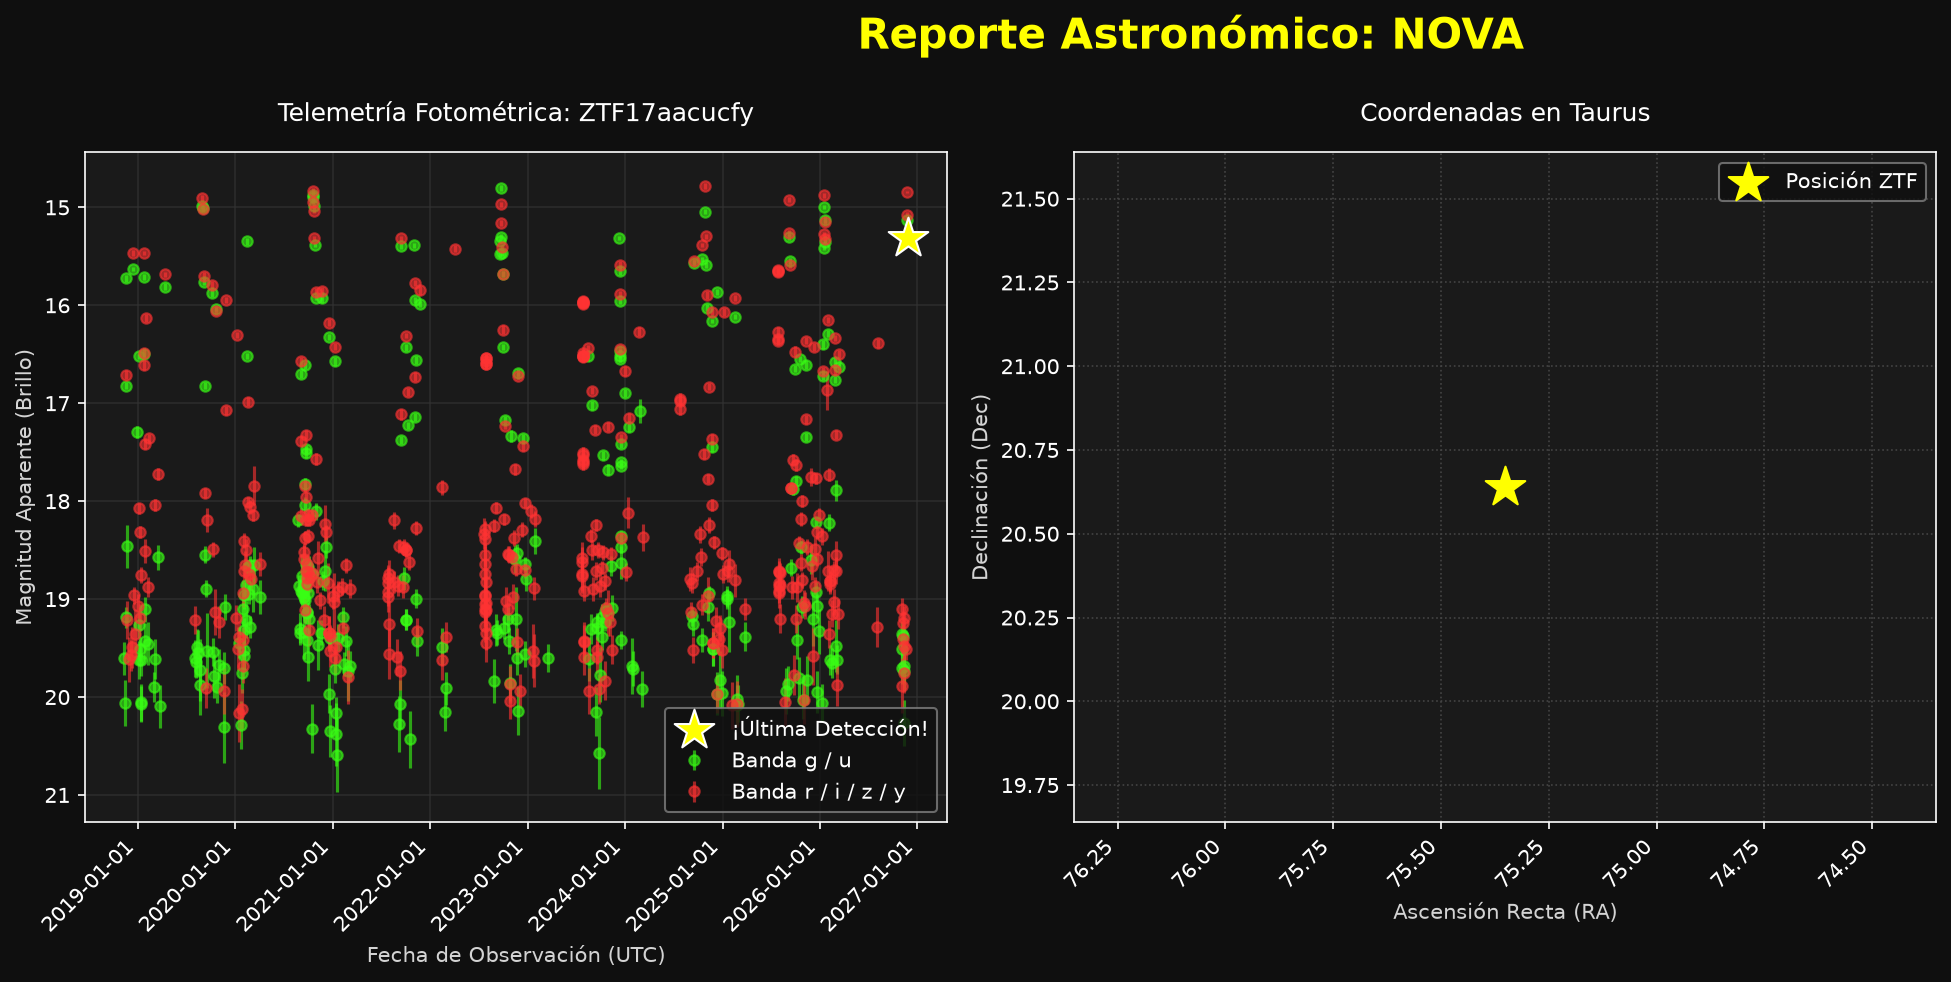 Reporte Astronómico: NOVA
Telemetría Fotométrica: ZTF17aacucfy
Magnitud Aparente (Brillo)
15
16
17
18
19
20
21
¡Última Detección!
Banda g / u
Banda r / i / z / y
2019-01-01
2020-01-01
2021-01-01
2022-01-01
2023-01-01
2024-01-01
2025-01-01
2026-01-01
2027-01-01
Fecha de Observación (UTC)
Coordenadas en Taurus
Posición ZTF
Declinación (Dec)
21.50
21.25
21.00
20.75
20.50
20.25
20.00
19.75
76.25
76.00
75.75
75.50
75.25
75.00
74.75
74.50
Ascensión Recta (RA)